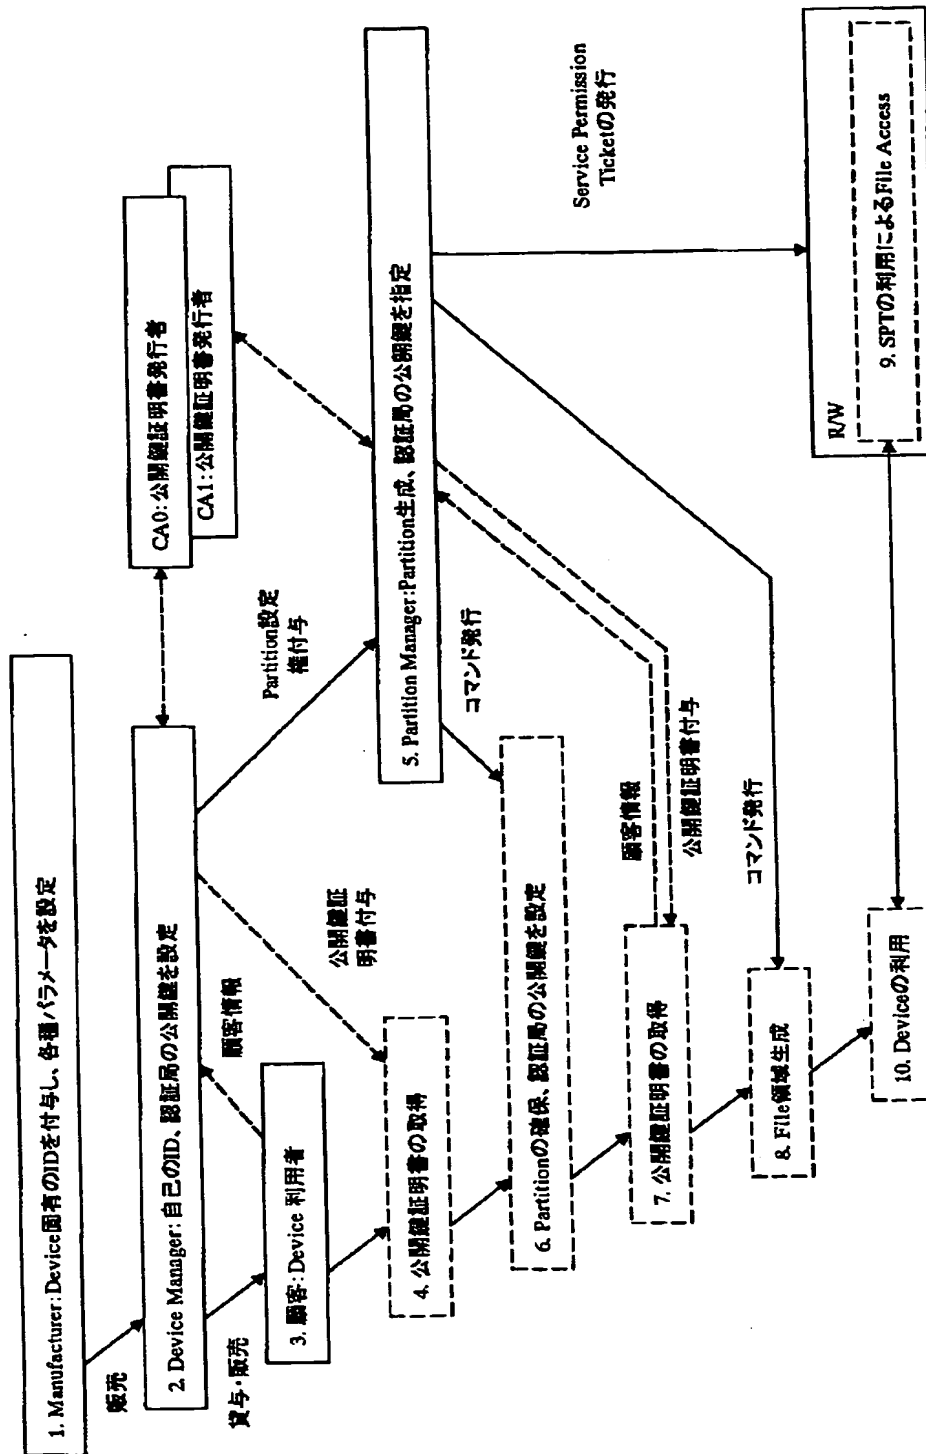 1. Manufacturer:Device固有のIDを付与し、各種パラメータを設定
販売
2. Device Manager:自己のID、認証局の公開鍵を設定
CA0:公開鍵証明書発行者
CA1:公開鍵証明書発行者
貸与・販売
顧客情報
Partition設定
権付与
3. 顧客:Device 利用者
公開鍵証
明書付与
4. 公開鍵証明書の取得
5. Partition Manager:Partition生成、認証局の公開鍵を指定
コマンド発行
6. Partitionの確保、認証局の公開鍵を設定
顧客情報
公開鍵証明書付与
7. 公開鍵証明書の取得
コマンド発行
8. File領域生成
Service Permission
Ticketの発行
R/W
9. SPTの利用によるFile Access
10. Deviceの利用